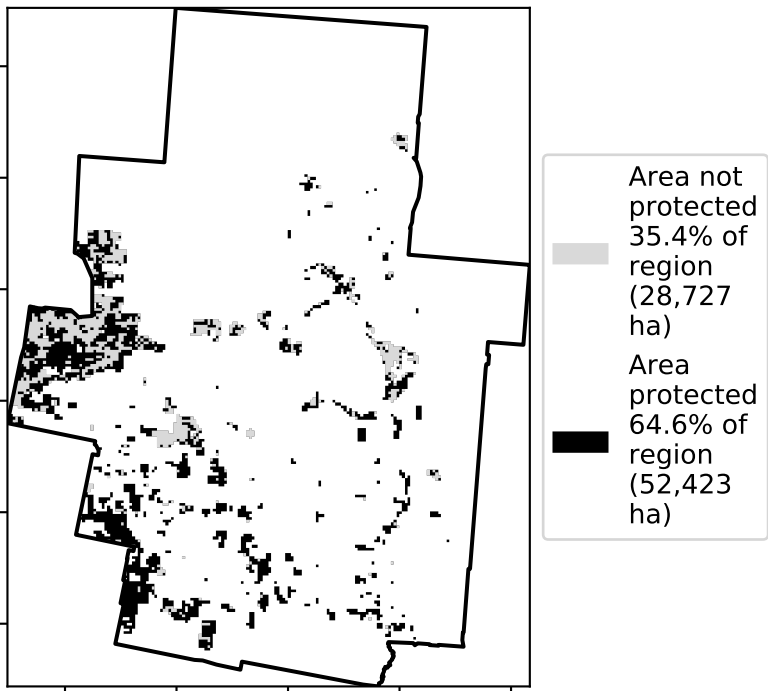 Area not
protected
35.4% of
region
(28,727
ha)
Area
protected
64.6% of
region
(52,423
ha)